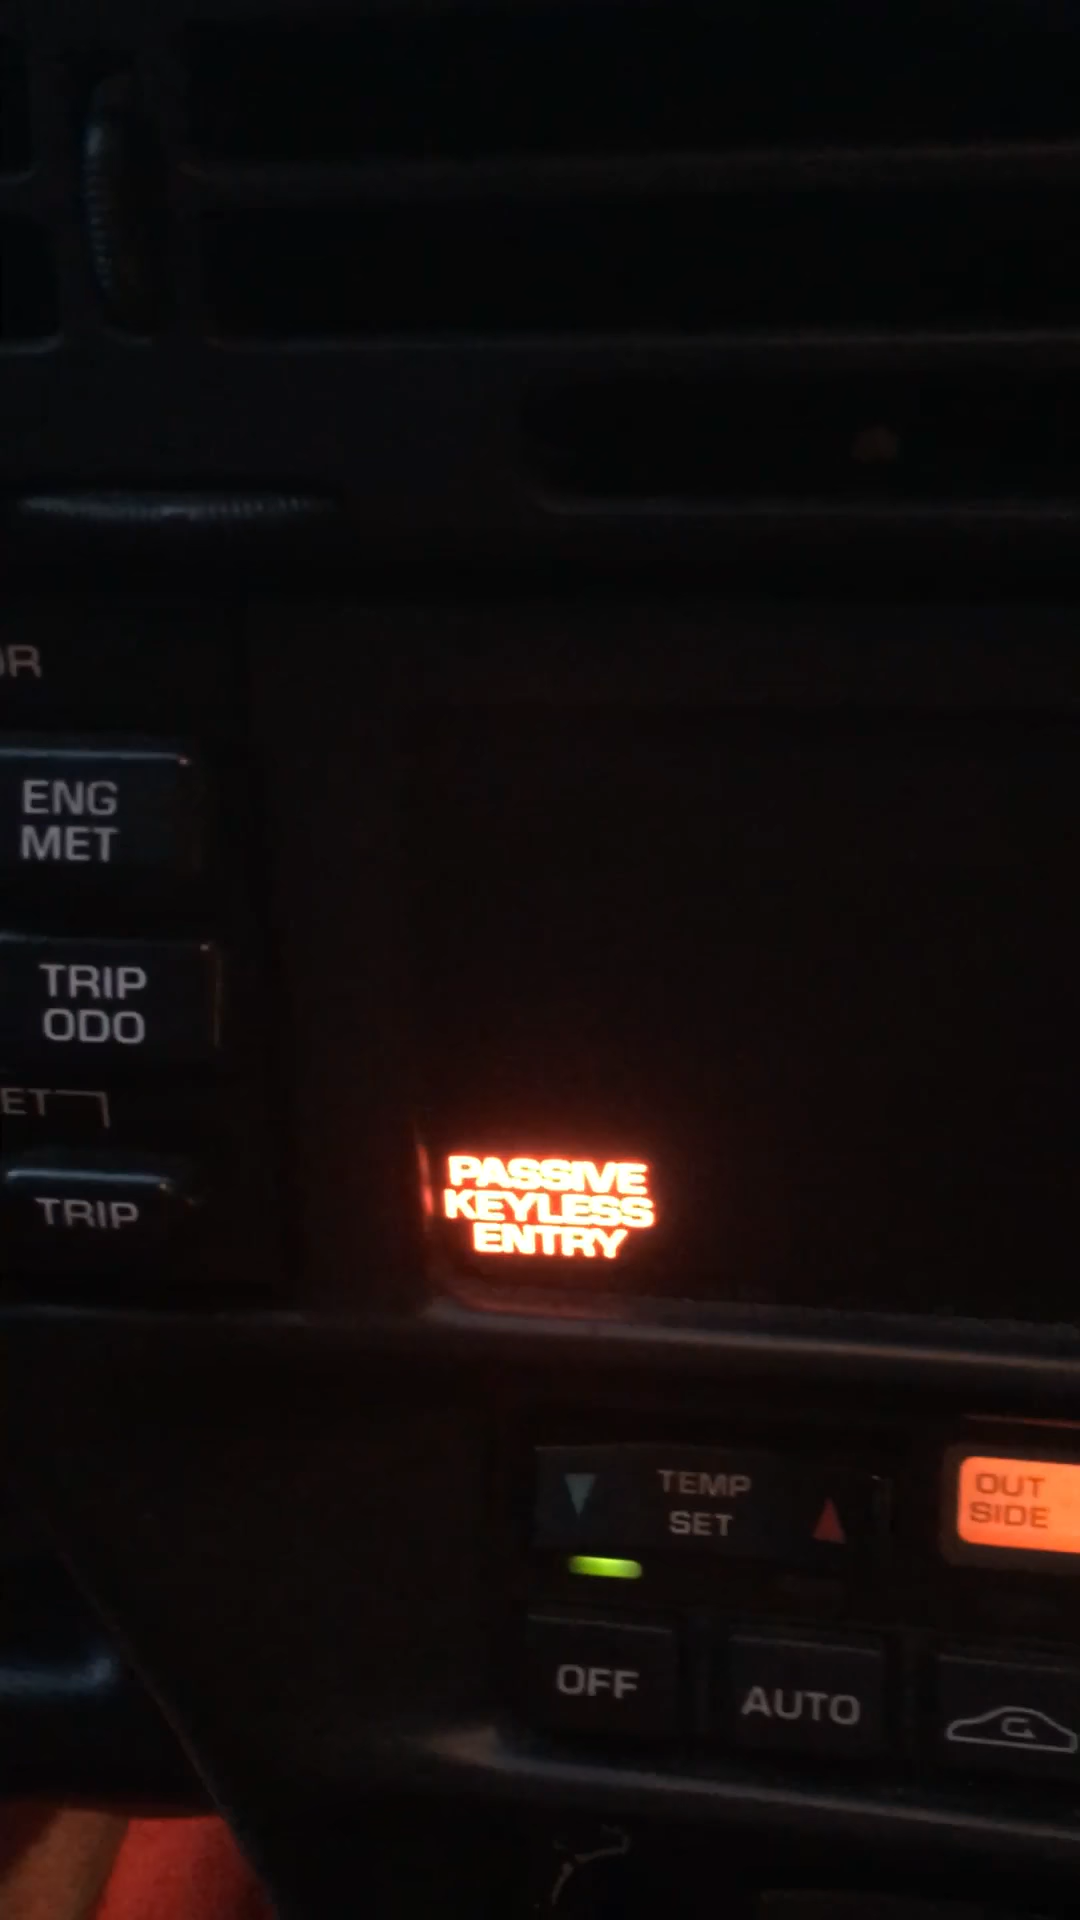 ENG
MET
TRIP
ODO
TRIP
PASSIVE
KEYLESS
ENTRY
TEMP
SET
OUT
SIDE
OFF
AUTO